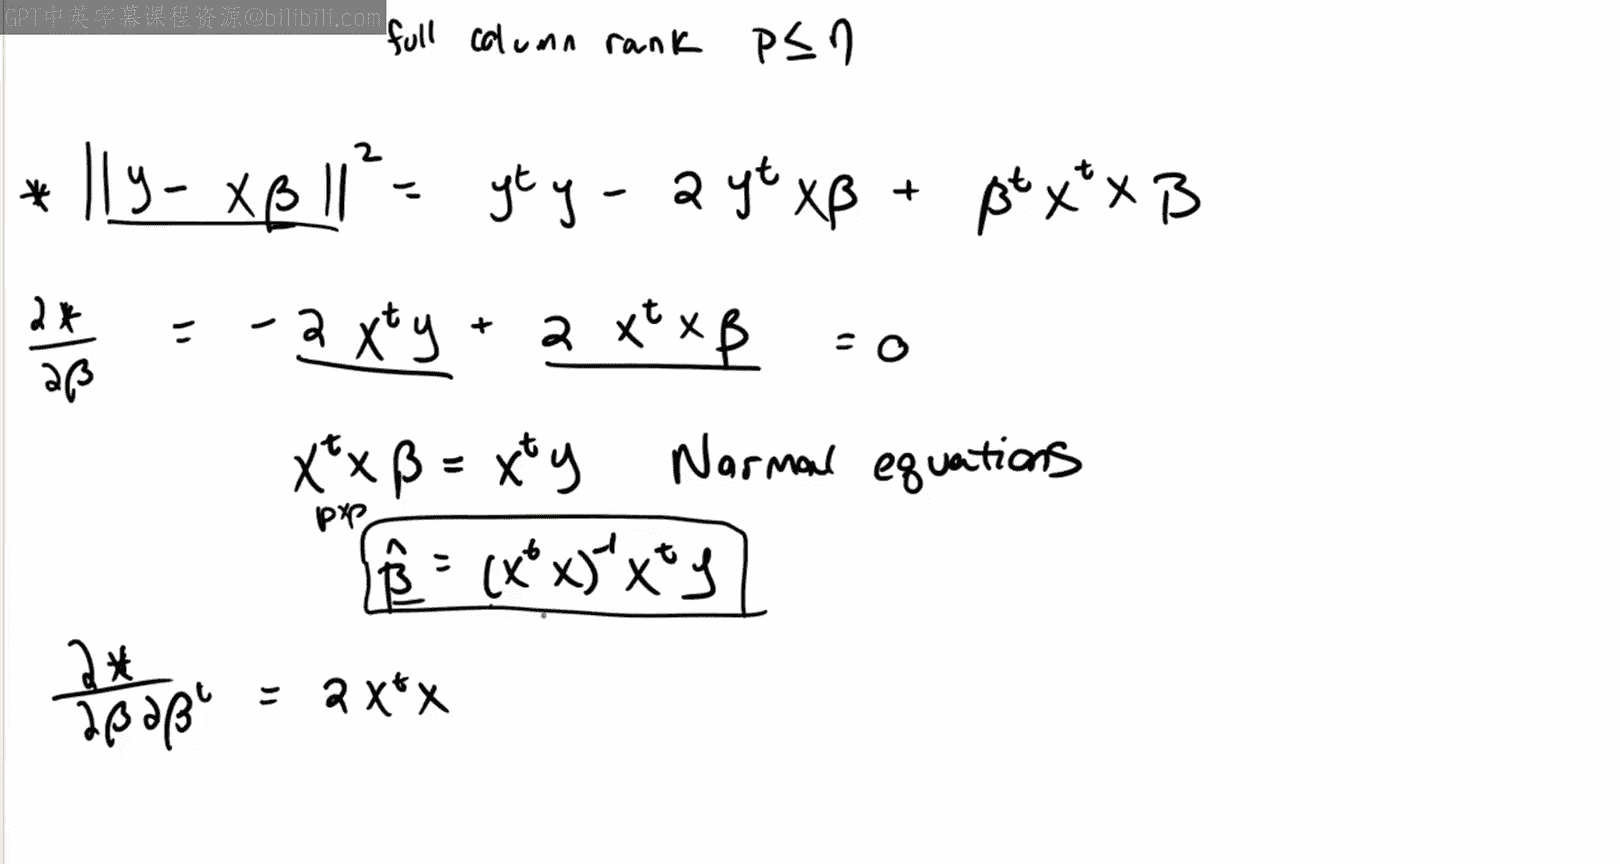 GPT中英字幕课程资源@bilibili.com
full column rank p ≤ n
* ||y - xβ||² = yᵗy - 2yᵗxβ + βᵗxᵗxβ
∂*/∂β = -2xᵗy + 2xᵗxβ = 0
xᵗxβ = xᵗy Normal equations
pxp
β̂ = (xᵗx)⁻¹xᵗy
∂*/∂β∂βᵗ = 2xᵗx